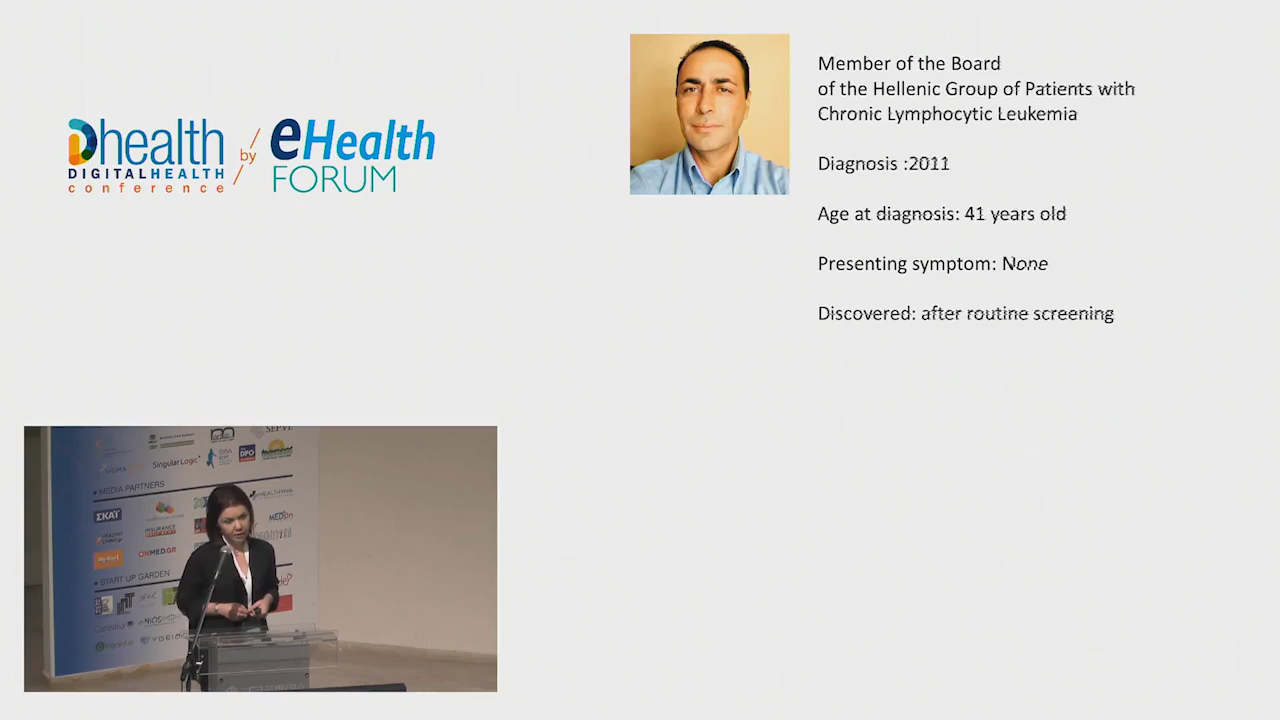 Dhealth
DIGITALHEALTH
conference
by
eHealth
FORUM
Member of the Board
of the Hellenic Group of Patients with
Chronic Lymphocytic Leukemia
Diagnosis :2011
Age at diagnosis: 41 years old
Presenting symptom: None
Discovered: after routine screening
SEPVE
SingularLogic
DPO
MEDIA PARTNERS
ΣΚΑΪ
ONMED.GR
START UP GARDEN